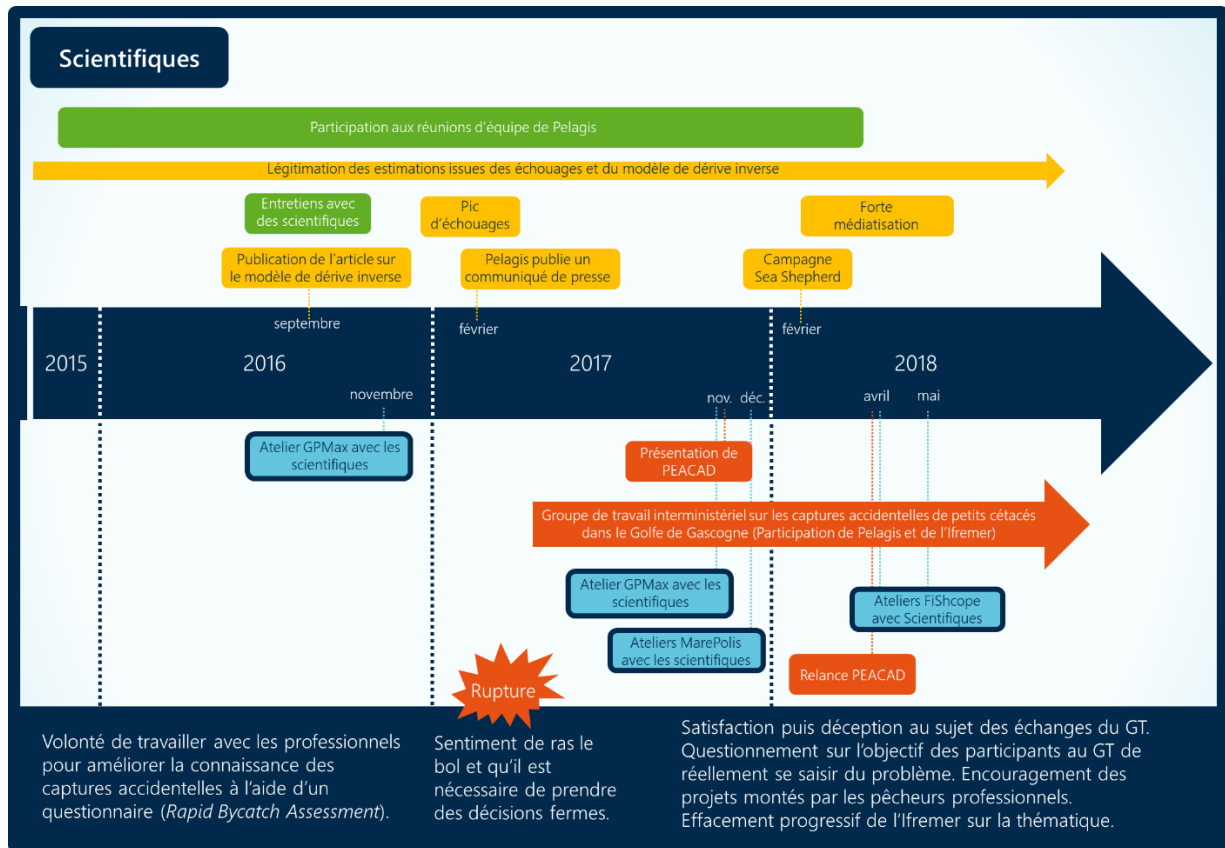 Scientifiques
Participation aux réunions d'équipe de Pelagis
Légitimation des estimations issues des échouages et du modèle de dérive inverse
Entretiens avec
des scientifiques
Pic
d'échouages
Forte
médiatisation
Publication de l'article sur
le modèle de dérive inverse
Pelagis publie un
communiqué de presse
Campagne
Sea Shepherd
septembre
février
février
2015
2016
2017
2018
novembre
nov.
déc.
avril
mai
Atelier GPMax avec les
scientifiques
Présentation de
PEACAD
Groupe de travail interministériel sur les captures accidentelles de petits cétacés
dans le Golfe de Gascogne (Participation de Pelagis et de l'Ifremer)
Atelier GPMax avec les
scientifiques
Ateliers FiShcope
avec Scientifiques
Ateliers MarePolis
avec les scientifiques
Relance PEACAD
Rupture
Volonté de travailler avec les professionnels
pour améliorer la connaissance des
captures accidentelles à l'aide d'un
questionnaire (Rapid Bycatch Assessment).
Sentiment de ras le
bol et qu'il est
nécessaire de prendre
des décisions fermes.
Satisfaction puis déception au sujet des échanges du GT.
Questionnement sur l'objectif des participants au GT de
réellement se saisir du problème. Encouragement des
projets montés par les pêcheurs professionnels.
Effacement progressif de l'Ifremer sur la thématique.